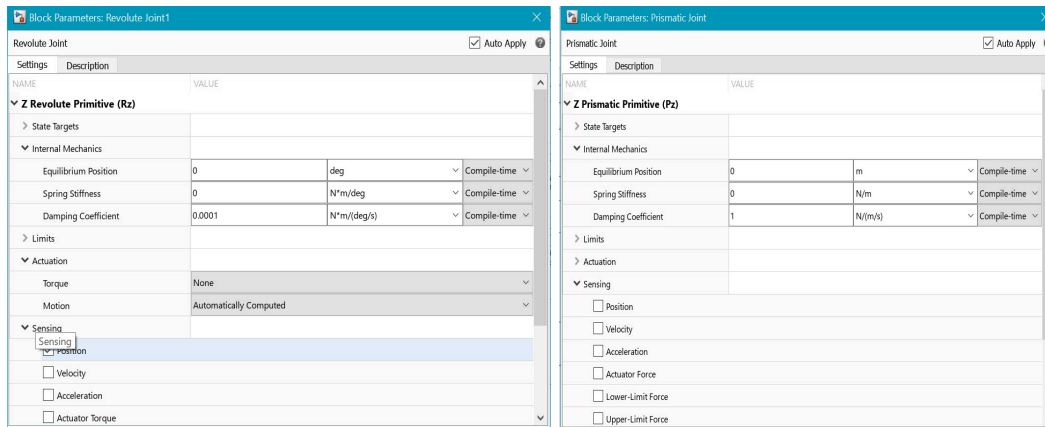 Block Parameters: Revolute Joint1
Revolute Joint
Auto Apply
Settings Description
NAME VALUE
Z Revolute Primitive (Rz)
State Targets
Internal Mechanics
Equilibrium Position 0 deg Compile-time
Spring Stiffness 0 N*m/deg Compile-time
Damping Coefficient 0.0001 N*m/(deg/s) Compile-time
Limits
Actuation
Torque None
Motion Automatically Computed
Sensing
Sensing
Position
Velocity
Acceleration
Actuator Torque
Block Parameters: Prismatic Joint
Prismatic Joint
Auto Apply
Settings Description
NAME VALUE
Z Prismatic Primitive (Pz)
State Targets
Internal Mechanics
Equilibrium Position 0 m Compile-time
Spring Stiffness 0 N/m Compile-time
Damping Coefficient 1 N/(m/s) Compile-time
Limits
Actuation
Sensing
Position
Velocity
Acceleration
Actuator Force
Lower-Limit Force
Upper-Limit Force